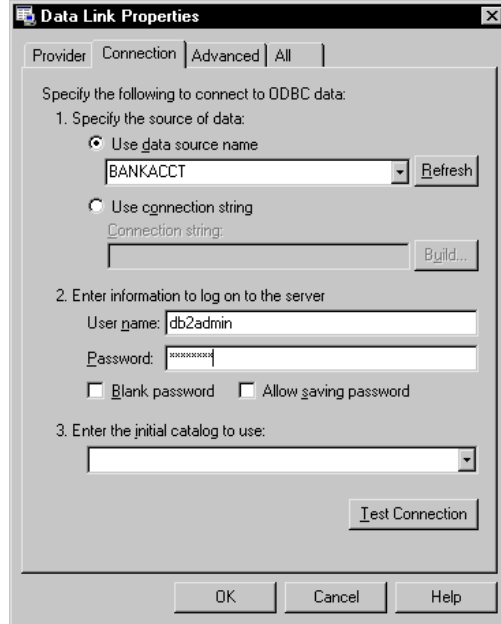 Data Link Properties
Provider Connection Advanced All
Specify the following to connect to ODBC data:
1. Specify the source of data:
Use data source name
BANKACCT Refresh
Use connection string
Connection string:
Build...
2. Enter information to log on to the server
User name: db2admin
Password: ********
Blank password Allow saving password
3. Enter the initial catalog to use:
Test Connection
OK Cancel Help